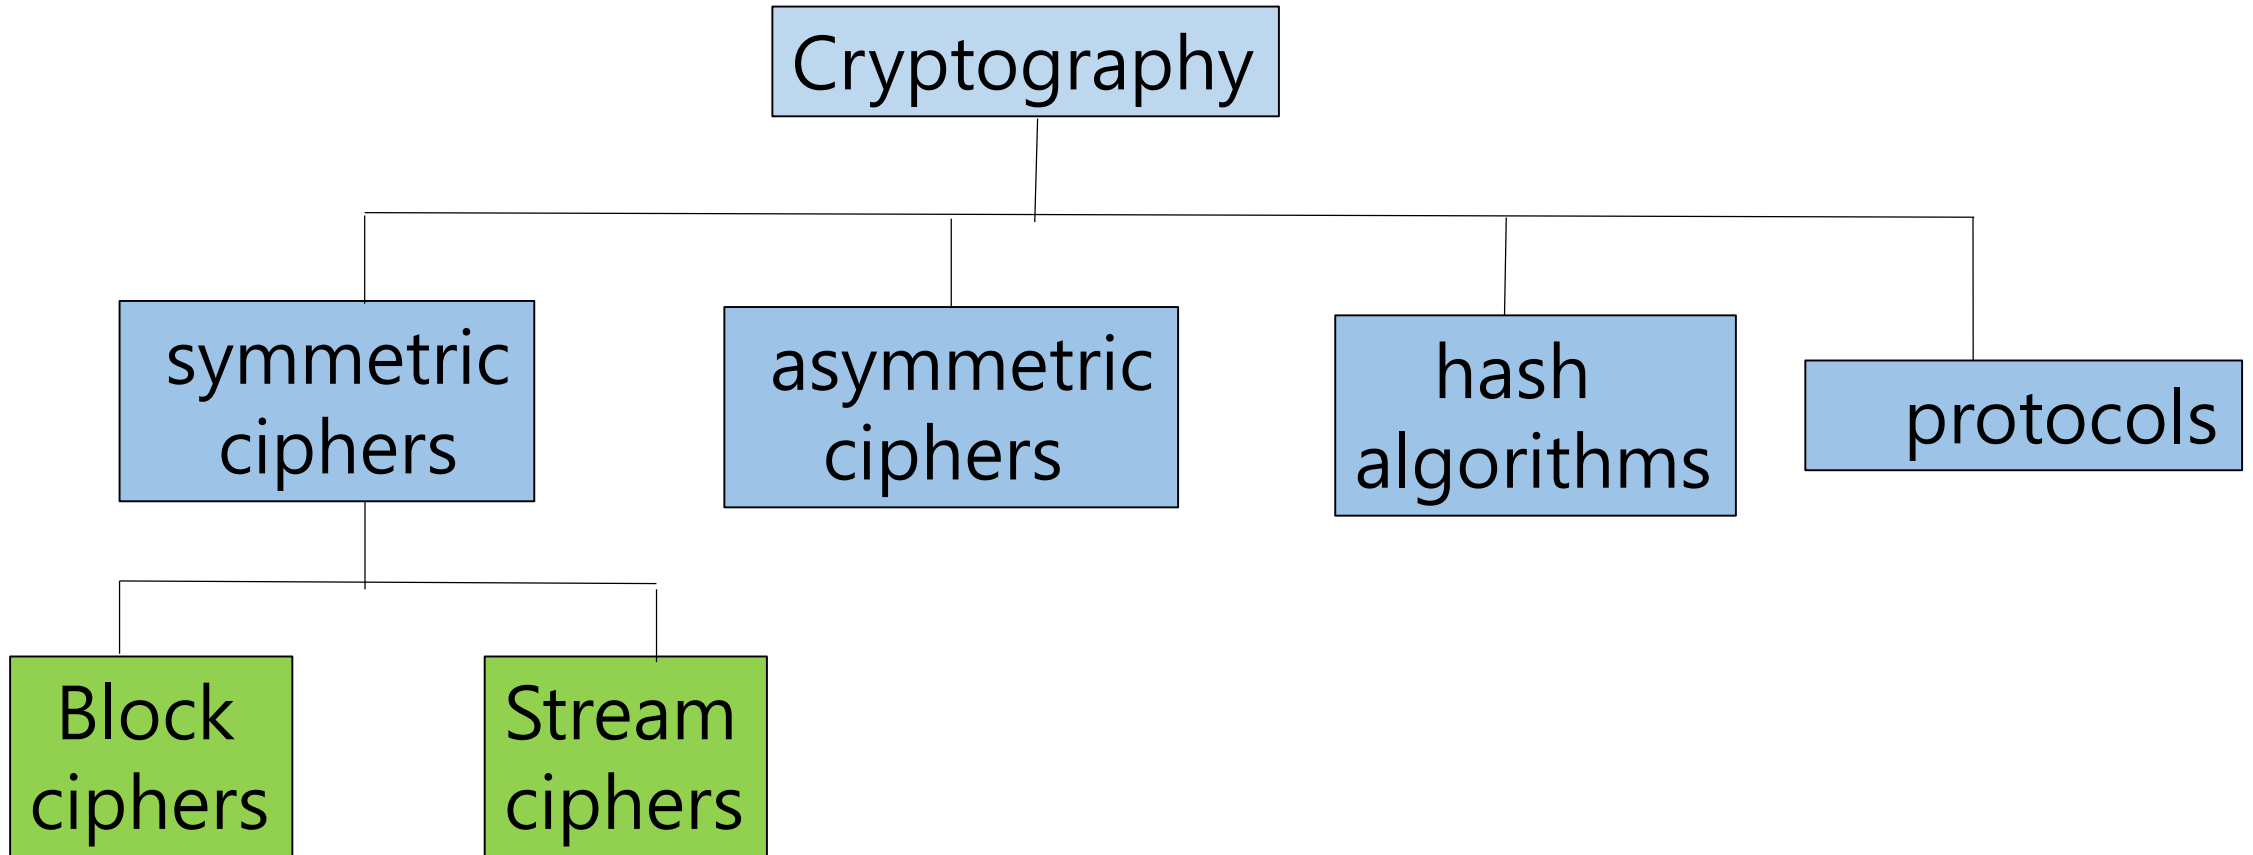 Cryptography
symmetric
ciphers
asymmetric
ciphers
hash
algorithms
protocols
Block
ciphers
Stream
ciphers